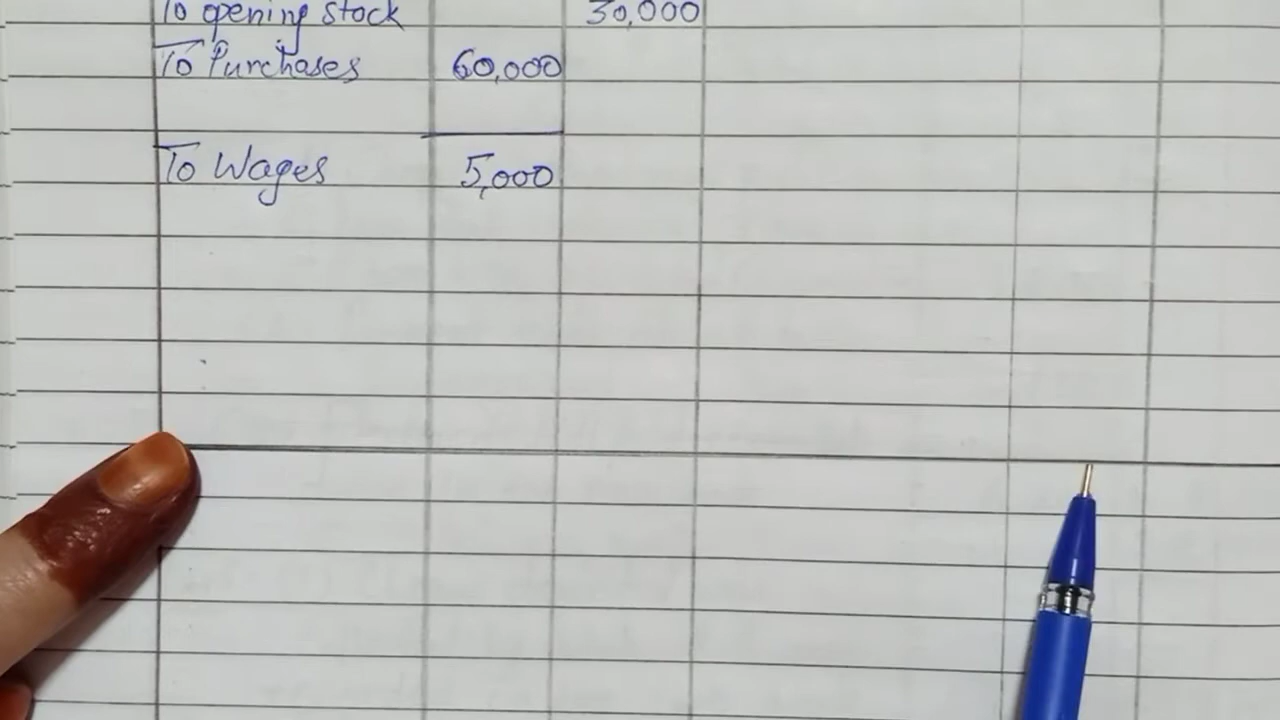 To opening Stock 30,000
To Purchases 60,000
To Wages 5,000